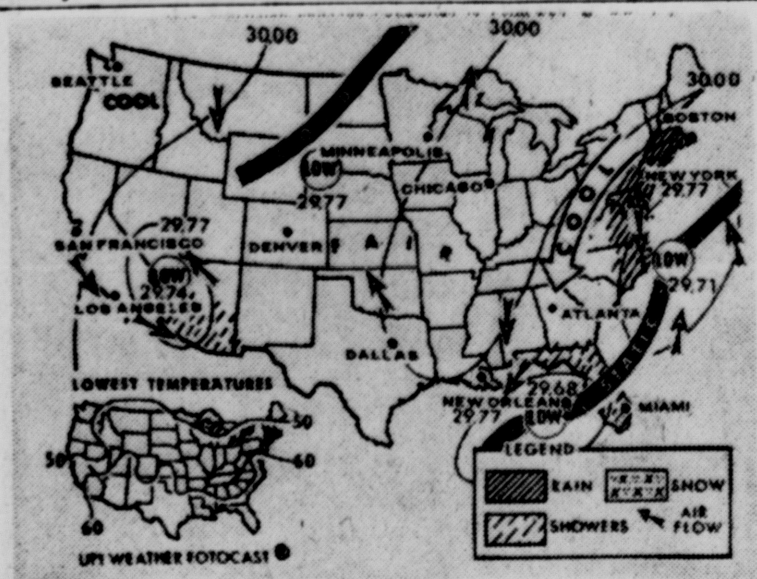 30.00
30.00
30.00
SEATTLE
COOL
BOSTON
MINNEAPOLIS
LOW
29.77
CHICAGO
COOL
NEW YORK
29.77
29.77
SAN FRANCISCO
DENVER
FAIR
LOW
29.74
LOS ANGELES
LOW
29.71
ATLANTA
STATIC
DALLAS
LOWEST TEMPERATURES
29.68
NEW ORLEANS
29.77
LOW
MIAMI
50
50
60
60
LEGEND
RAIN
SNOW
SHOWERS
AIR
FLOW
UPI WEATHER FOTOCAST